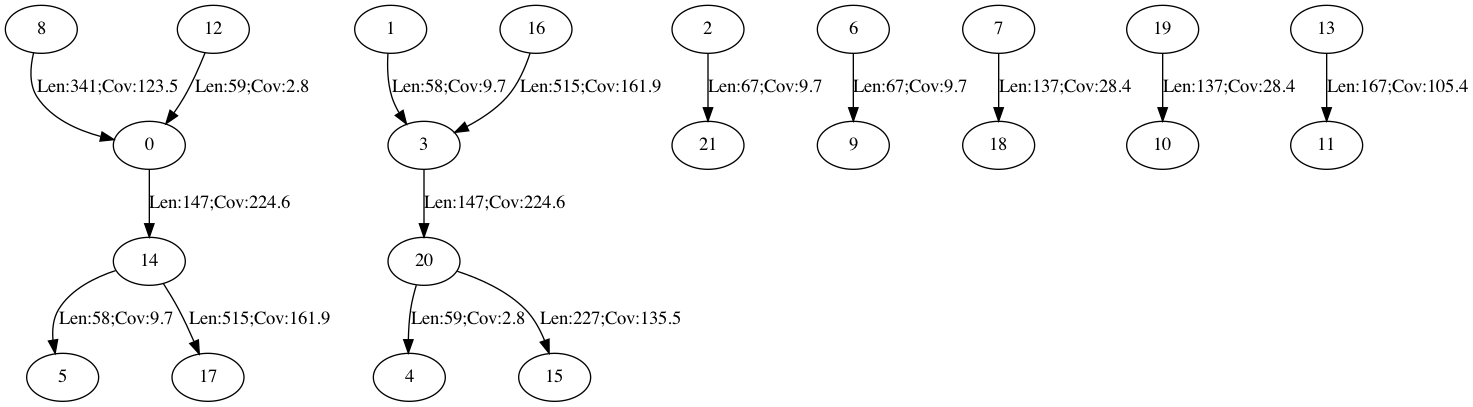 8 12 1 16 2 6 7 19 13
Len:341;Cov:123.5 Len:59;Cov:2.8 Len:58;Cov:9.7 Len:515;Cov:161.9 Len:67;Cov:9.7 Len:67;Cov:9.7 Len:137;Cov:28.4 Len:137;Cov:28.4 Len:167;Cov:105.4
0 3 21 9 18 10 11
Len:147;Cov:224.6 Len:147;Cov:224.6
14 20
Len:58;Cov:9.7 Len:515;Cov:161.9 Len:59;Cov:2.8 Len:227;Cov:135.5
5 17 4 15